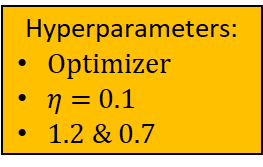 Hyperparameters:
• Optimizer
• η = 0.1
• 1.2 & 0.7